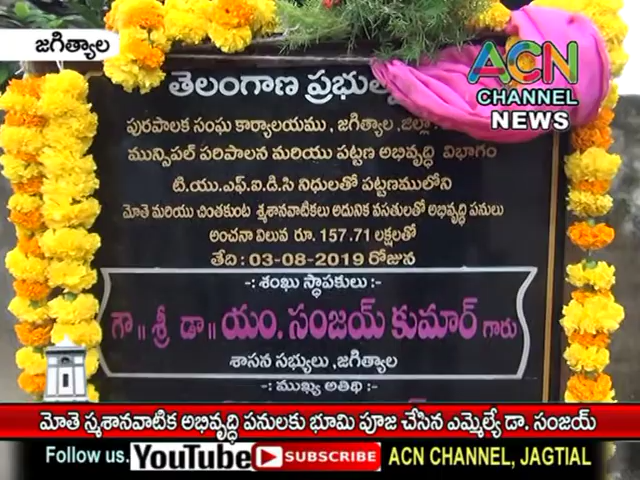 జగిత్యాల
ACN
CHANNEL
NEWS
తెలంగాణ
పురపాలక సంఘ కార్యాలయము , జగిత్యాల ,జిల్లా
మున్సిపల్ పరిపాలన మరియు పట్టణ అభివృద్ధి విభాగం
టి.యు.ఎఫ్.ఐ.డి.సి నిధులతో పట్టణములోని
మోతె మరియు చింతకుంట శ్మశానవాటికలు అదునిక వసతులతో అభివృద్ధి పనులు
అంచనా విలువ రూ. 157.71 లక్షలతో
తేది : 03-08-2019 రోజున
-: శంఖు స్థాపకులు :-
గౌ॥ శ్రీ డా॥ యం. సంజయ్ కుమార్ గారు
శాసన సభ్యులు ,జగిత్యాల
-: ముఖ్య అతిథి :-
మోతె స్మశానవాటిక అభివృద్ధి పనులకు భూమి పూజ చేసిన ఎమ్మెల్యే డా. సంజయ్
Follow us. YouTube SUBSCRIBE ACN CHANNEL, JAGTIAL